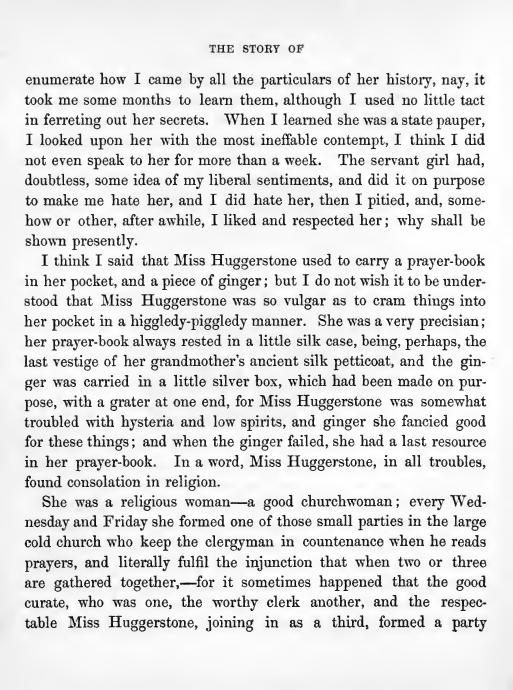 THE STORY OF
enumerate how I came by all the particulars of her history, nay, it
took me some months to learn them, although I used no little tact
in ferreting out her secrets. When I learned she was a state pauper,
I looked upon her with the most ineffable contempt, I think I did
not even speak to her for more than a week. The servant girl had,
doubtless, some idea of my liberal sentiments, and did it on purpose
to make me hate her, and I did hate her, then I pitied, and, some-
how or other, after awhile, I liked and respected her; why shall be
shown presently.
I think I said that Miss Huggerstone used to carry a prayer-book
in her pocket, and a piece of ginger; but I do not wish it to be under-
stood that Miss Huggerstone was so vulgar as to cram things into
her pocket in a higgledy-piggledy manner. She was a very precisian;
her prayer-book always rested in a little silk case, being, perhaps, the
last vestige of her grandmother's ancient silk petticoat, and the gin-
ger was carried in a little silver box, which had been made on pur-
pose, with a grater at one end, for Miss Huggerstone was somewhat
troubled with hysteria and low spirits, and ginger she fancied good
for these things; and when the ginger failed, she had a last resource
in her prayer-book. In a word, Miss Huggerstone, in all troubles,
found consolation in religion.
She was a religious woman—a good churchwoman; every Wed-
nesday and Friday she formed one of those small parties in the large
cold church who keep the clergyman in countenance when he reads
prayers, and literally fulfil the injunction that when two or three
are gathered together,—for it sometimes happened that the good
curate, who was one, the worthy clerk another, and the respec-
table Miss Huggerstone, joining in as a third, formed a party